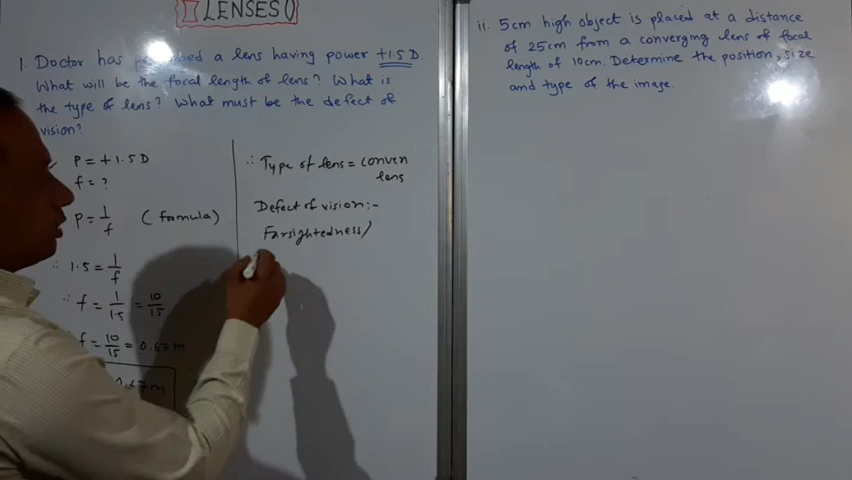 LENSES()
1. Doctor has a lens having power +1.5 D.
What will be the focal length of lens? What is
the type of lens? What must be the defect of
vision?
P = +1.5 D
f = ?
P = 1/f (formula)
∴ 1.5 = 1/f
∴ f = 1/1.5 = 10/15
f = 10/15 = 0.67 m
0.67 m
∴ Type of lens = conven
lens
Defect of vision :-
Farsightedness/
ii. 5cm high object is placed at a distance
of 25cm from a converging lens of focal
length of 10cm. Determine the position, size
and type of the image.